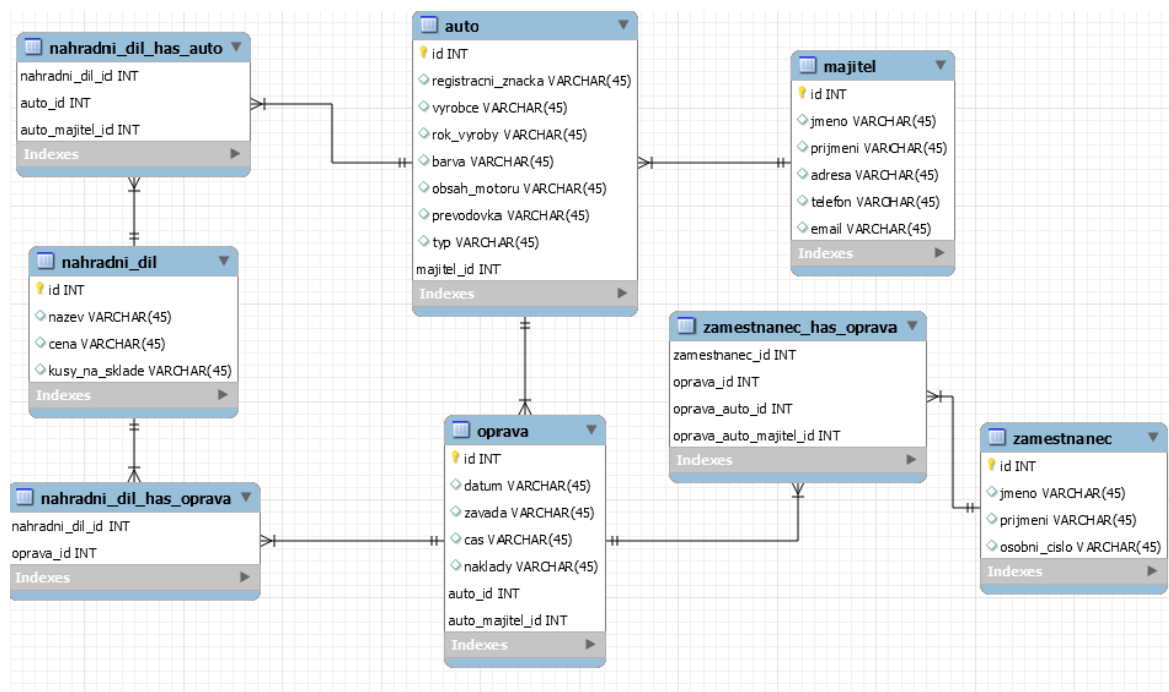 nahradni_dil_has_auto
nahradni_dil_id INT
auto_id INT
auto_majitel_id INT
Indexes
auto
id INT
registracni_znacka VARCHAR(45)
vyrobce VARCHAR(45)
rok_vyroby VARCHAR(45)
barva VARCHAR(45)
obsah_motoru VARCHAR(45)
prevodovka VARCHAR(45)
typ VARCHAR(45)
majitel_id INT
Indexes
majitel
id INT
jmeno VARCHAR(45)
prijmeni VARCHAR(45)
adresa VARCHAR(45)
telefon VARCHAR(45)
email VARCHAR(45)
Indexes
nahradni_dil
id INT
nazev VARCHAR(45)
cena VARCHAR(45)
kusy_na_sklade VARCHAR(45)
Indexes
zamestnanec_has_oprava
zamestnanec_id INT
oprava_id INT
oprava_auto_id INT
oprava_auto_majitel_id INT
Indexes
nahradni_dil_has_oprava
nahradni_dil_id INT
oprava_id INT
Indexes
oprava
id INT
datum VARCHAR(45)
zavada VARCHAR(45)
cas VARCHAR(45)
naklady VARCHAR(45)
auto_id INT
auto_majitel_id INT
Indexes
zamestnanec
id INT
jmeno VARCHAR(45)
prijmeni VARCHAR(45)
osobni_cislo VARCHAR(45)
Indexes